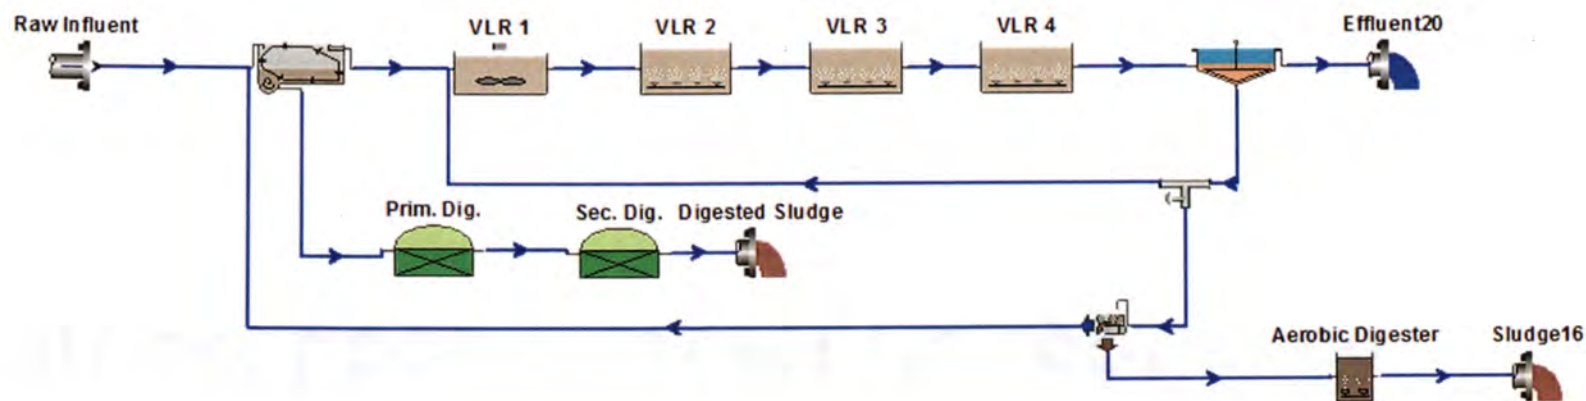 Raw Influent
VLR 1
VLR 2
VLR 3
VLR 4
Effluent20
Prim. Dig.
Sec. Dig.
Digested Sludge
Aerobic Digester
Sludge16